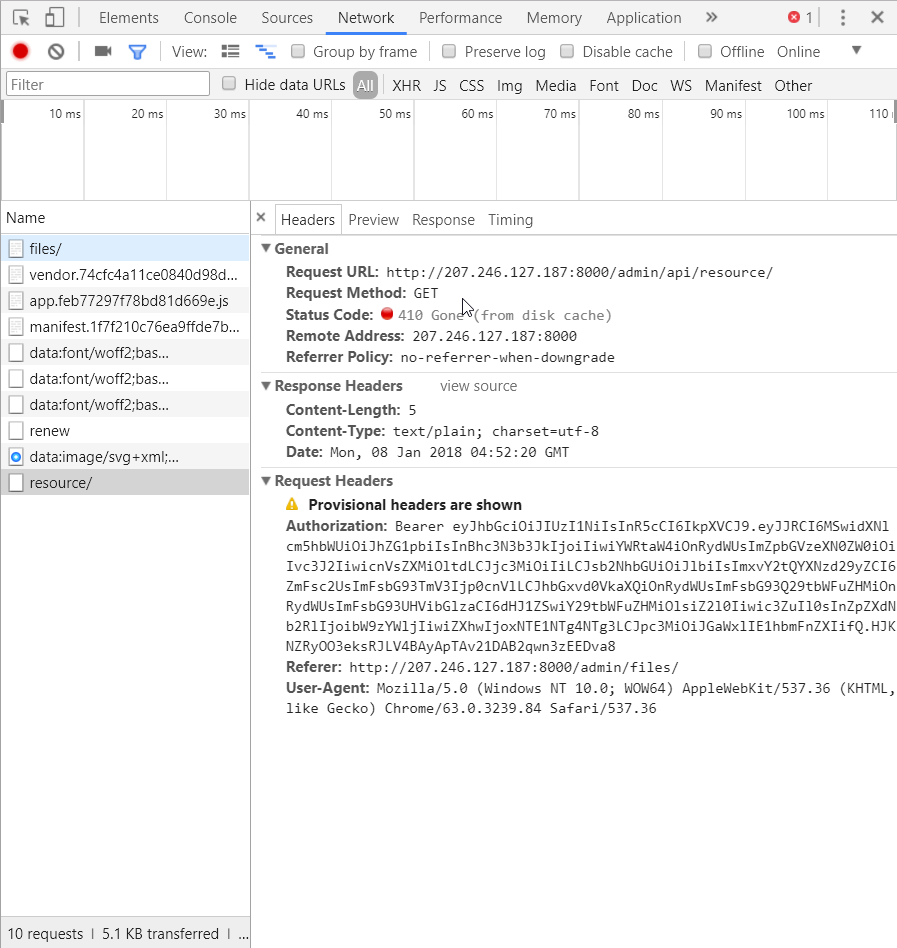 Elements Console Sources Network Performance Memory Application » 1
View: Group by frame Preserve log Disable cache Offline Online
Filter Hide data URLs All XHR JS CSS Img Media Font Doc WS Manifest Other
10 ms 20 ms 30 ms 40 ms 50 ms 60 ms 70 ms 80 ms 90 ms 100 ms 110
Name
files/
vendor.74cfc4a11ce0840d98d...
app.feb77297f78bd81d669e.js
manifest.1f7f210c76ea9ffde7b...
data:font/woff2;bas...
data:font/woff2;bas...
data:font/woff2;bas...
renew
data:image/svg+xml;...
resource/
10 requests | 5.1 KB transferred | ...
× Headers Preview Response Timing
General
Request URL: http://207.246.127.187:8000/admin/api/resource/
Request Method: GET
Status Code: 410 Gone (from disk cache)
Remote Address: 207.246.127.187:8000
Referrer Policy: no-referrer-when-downgrade
Response Headers view source
Content-Length: 5
Content-Type: text/plain; charset=utf-8
Date: Mon, 08 Jan 2018 04:52:20 GMT
Request Headers
Provisional headers are shown
Authorization: Bearer eyJhbGciOiJIUzI1NiIsInR5cCI6IkpXVCJ9.eyJJRCI6MSwidXNl
cm5hbWUiOiJhZG1pbiIsInBhc3N3b3JkIjoiIiwiYWRtaW4iOnRydWUsImZpbGVzeXN0ZW0iOi
Ivc3J2IiwicnVsZXMiOltdLCJjc3MiOiIiLCJsb2NhbGUiOiJlbiIsImxvY2tQYXNzd29yZCI6
ZmFsc2UsImFsbG93TmV3Ijp0cnVlLCJhbGxvd0VkaXQiOnRydWUsImFsbG93Q29tbWFuZHMiOn
RydWUsImFsbG93UHVibGlzaCI6dHJ1ZSwiY29tbWFuZHMiOlsiZ2l0Iiwic3ZuIl0sInZpZXdN
b2RlIjoibW9zYWljIiwiZXhwIjoxNTE1NTg4NTg3LCJpc3MiOiJGaWxlIE1hbmFnZXIifQ.HJK
NZRyOO3eksRJLV4BAyApTAv21DAB2qwn3zEEDva8
Referer: http://207.246.127.187:8000/admin/files/
User-Agent: Mozilla/5.0 (Windows NT 10.0; WOW64) AppleWebKit/537.36 (KHTML,
like Gecko) Chrome/63.0.3239.84 Safari/537.36